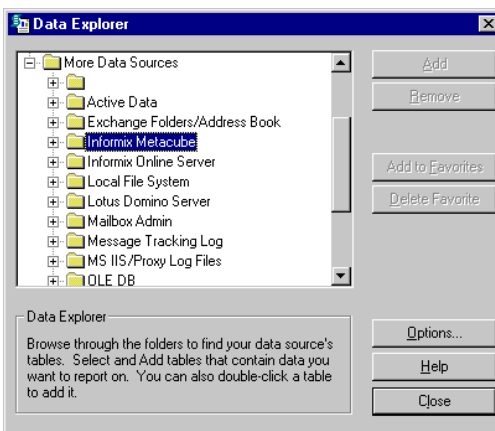 Data Explorer
More Data Sources
Active Data
Exchange Folders/Address Book
Informix Metacube
Informix Online Server
Local File System
Lotus Domino Server
Mailbox Admin
Message Tracking Log
MS IIS/Proxy Log Files
OLE DB
Add
Remove
Add to Favorites
Delete Favorite
Data Explorer
Browse through the folders to find your data source's
tables. Select and Add tables that contain data you
want to report on. You can also double-click a table
to add it.
Options...
Help
Close